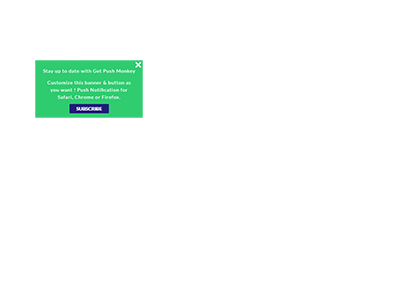 Stay up to date with Get Push Monkey
Customize this banner & button as
you want ! Push Notification for
Safari, Chrome or Firefox.
SUBSCRIBE